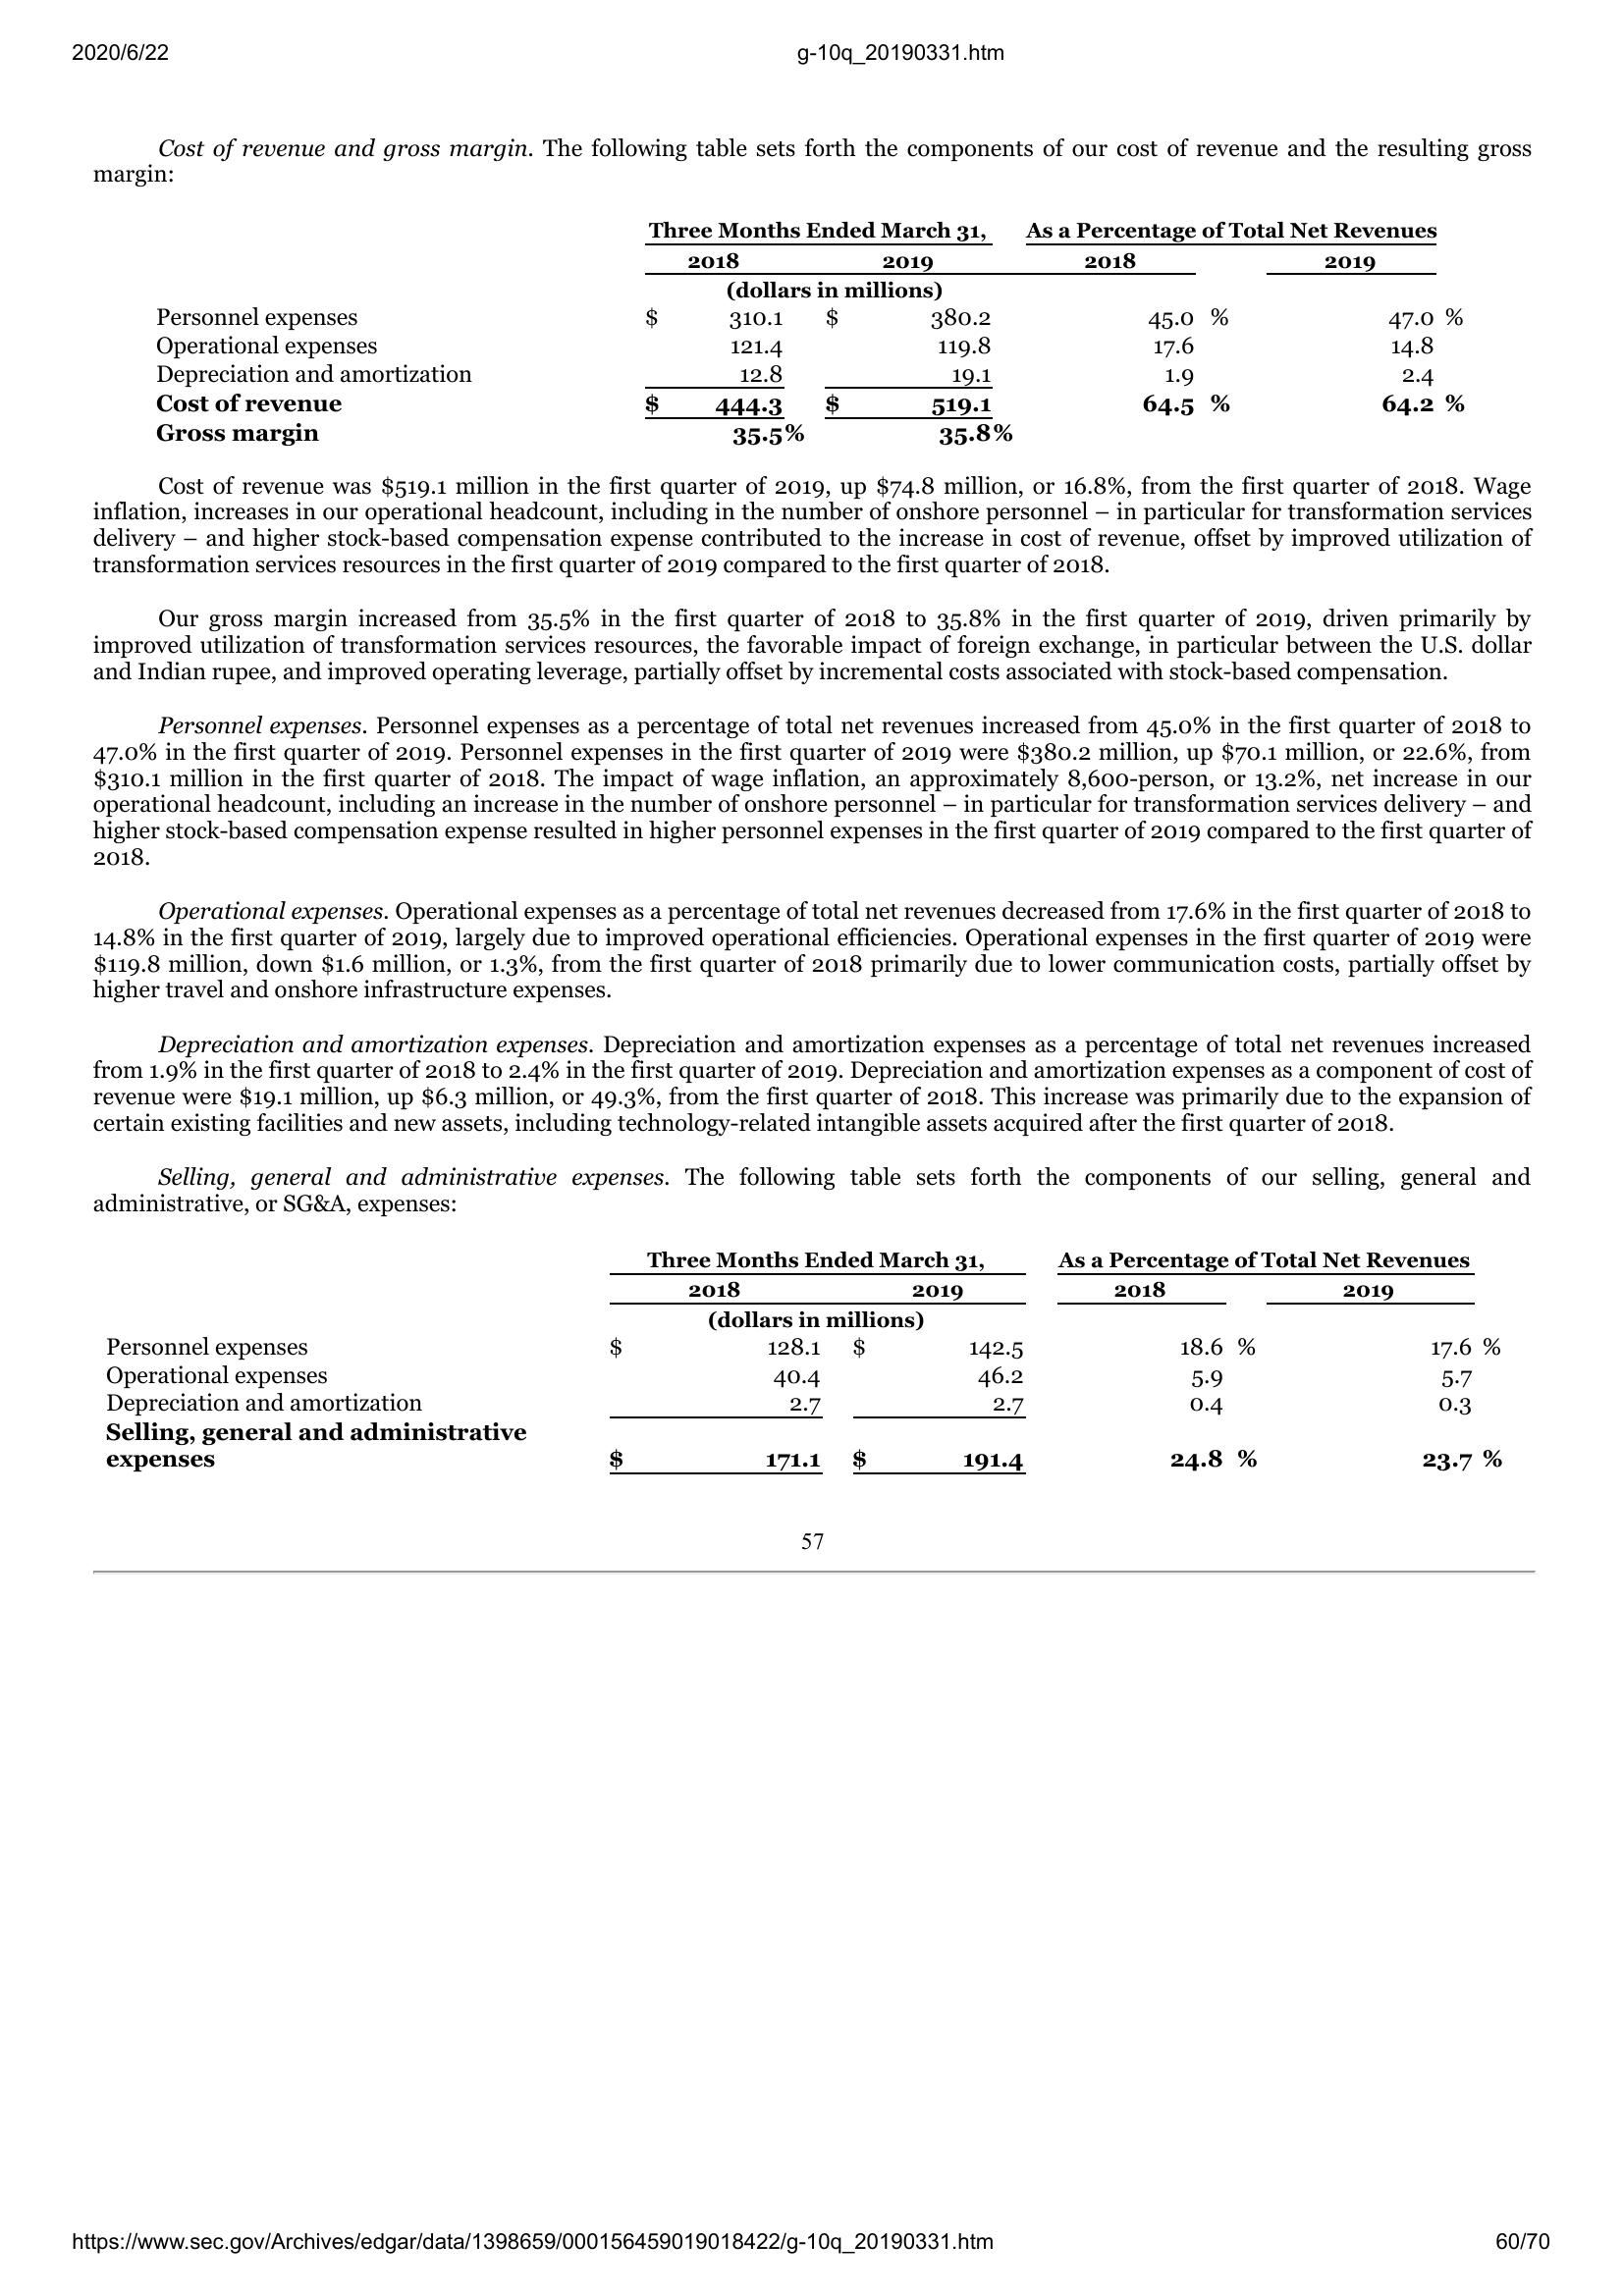 2020/6/22 g-10q_20190331.htm
Cost of revenue and gross margin. The following table sets forth the components of our cost of revenue and the resulting gross
margin:
Three Months Ended March 31, As a Percentage of Total Net Revenues
2018 2019 2018 2019
(dollars in millions)
Personnel expenses $ 310.1 $ 380.2 45.0 % 47.0 %
Operational expenses 121.4 119.8 17.6 14.8
Depreciation and amortization 12.8 19.1 1.9 2.4
Cost of revenue $ 444.3 $ 519.1 64.5 % 64.2 %
Gross margin 35.5% 35.8%
Cost of revenue was $519.1 million in the first quarter of 2019, up $74.8 million, or 16.8%, from the first quarter of 2018. Wage
inflation, increases in our operational headcount, including in the number of onshore personnel – in particular for transformation services
delivery – and higher stock-based compensation expense contributed to the increase in cost of revenue, offset by improved utilization of
transformation services resources in the first quarter of 2019 compared to the first quarter of 2018.
Our gross margin increased from 35.5% in the first quarter of 2018 to 35.8% in the first quarter of 2019, driven primarily by
improved utilization of transformation services resources, the favorable impact of foreign exchange, in particular between the U.S. dollar
and Indian rupee, and improved operating leverage, partially offset by incremental costs associated with stock-based compensation.
Personnel expenses. Personnel expenses as a percentage of total net revenues increased from 45.0% in the first quarter of 2018 to
47.0% in the first quarter of 2019. Personnel expenses in the first quarter of 2019 were $380.2 million, up $70.1 million, or 22.6%, from
$310.1 million in the first quarter of 2018. The impact of wage inflation, an approximately 8,600-person, or 13.2%, net increase in our
operational headcount, including an increase in the number of onshore personnel – in particular for transformation services delivery – and
higher stock-based compensation expense resulted in higher personnel expenses in the first quarter of 2019 compared to the first quarter of
2018.
Operational expenses. Operational expenses as a percentage of total net revenues decreased from 17.6% in the first quarter of 2018 to
14.8% in the first quarter of 2019, largely due to improved operational efficiencies. Operational expenses in the first quarter of 2019 were
$119.8 million, down $1.6 million, or 1.3%, from the first quarter of 2018 primarily due to lower communication costs, partially offset by
higher travel and onshore infrastructure expenses.
Depreciation and amortization expenses. Depreciation and amortization expenses as a percentage of total net revenues increased
from 1.9% in the first quarter of 2018 to 2.4% in the first quarter of 2019. Depreciation and amortization expenses as a component of cost of
revenue were $19.1 million, up $6.3 million, or 49.3%, from the first quarter of 2018. This increase was primarily due to the expansion of
certain existing facilities and new assets, including technology-related intangible assets acquired after the first quarter of 2018.
Selling, general and administrative expenses. The following table sets forth the components of our selling, general and
administrative, or SG&A, expenses:
Three Months Ended March 31, As a Percentage of Total Net Revenues
2018 2019 2018 2019
(dollars in millions)
Personnel expenses $ 128.1 $ 142.5 18.6 % 17.6 %
Operational expenses 40.4 46.2 5.9 5.7
Depreciation and amortization 2.7 2.7 0.4 0.3
Selling, general and administrative
expenses $ 171.1 $ 191.4 24.8 % 23.7 %
57
https://www.sec.gov/Archives/edgar/data/1398659/000156459019018422/g-10q_20190331.htm 60/70